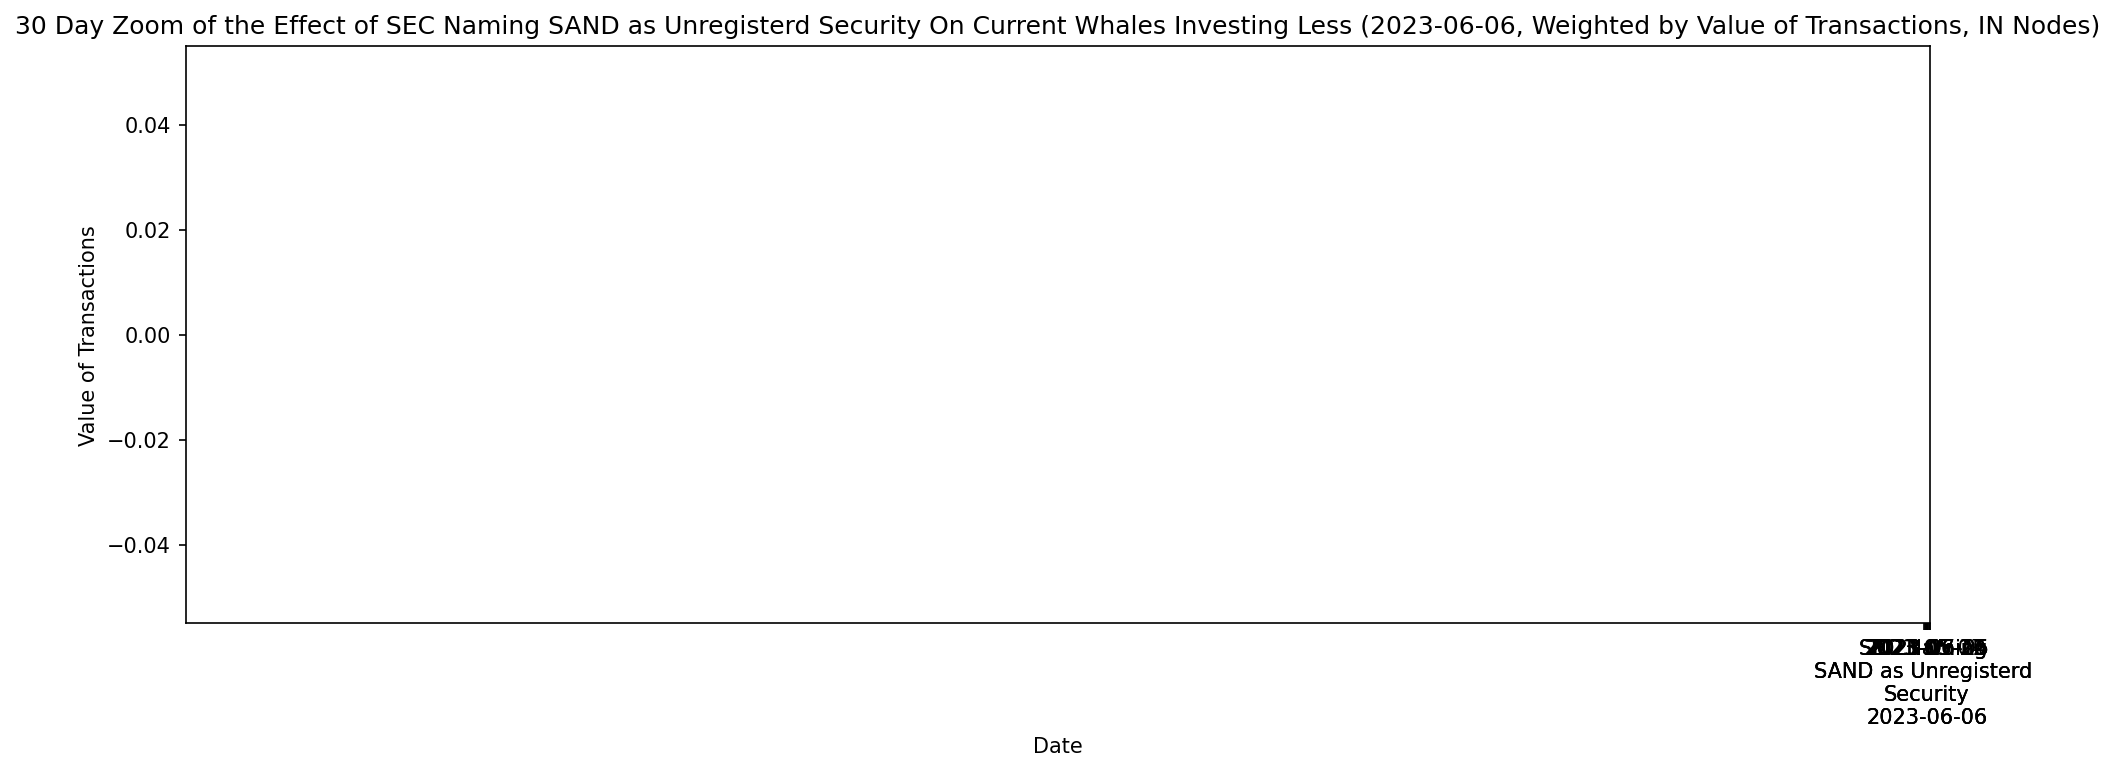 30 Day Zoom of the Effect of SEC Naming SAND as Unregisterd Security On Current Whales Investing Less (2023-06-06, Weighted by Value of Transactions, IN Nodes)
0.04
0.02
0.00
−0.02
−0.04
Value of Transactions
SAND as Unregisterd
Security
2023-06-06
Date